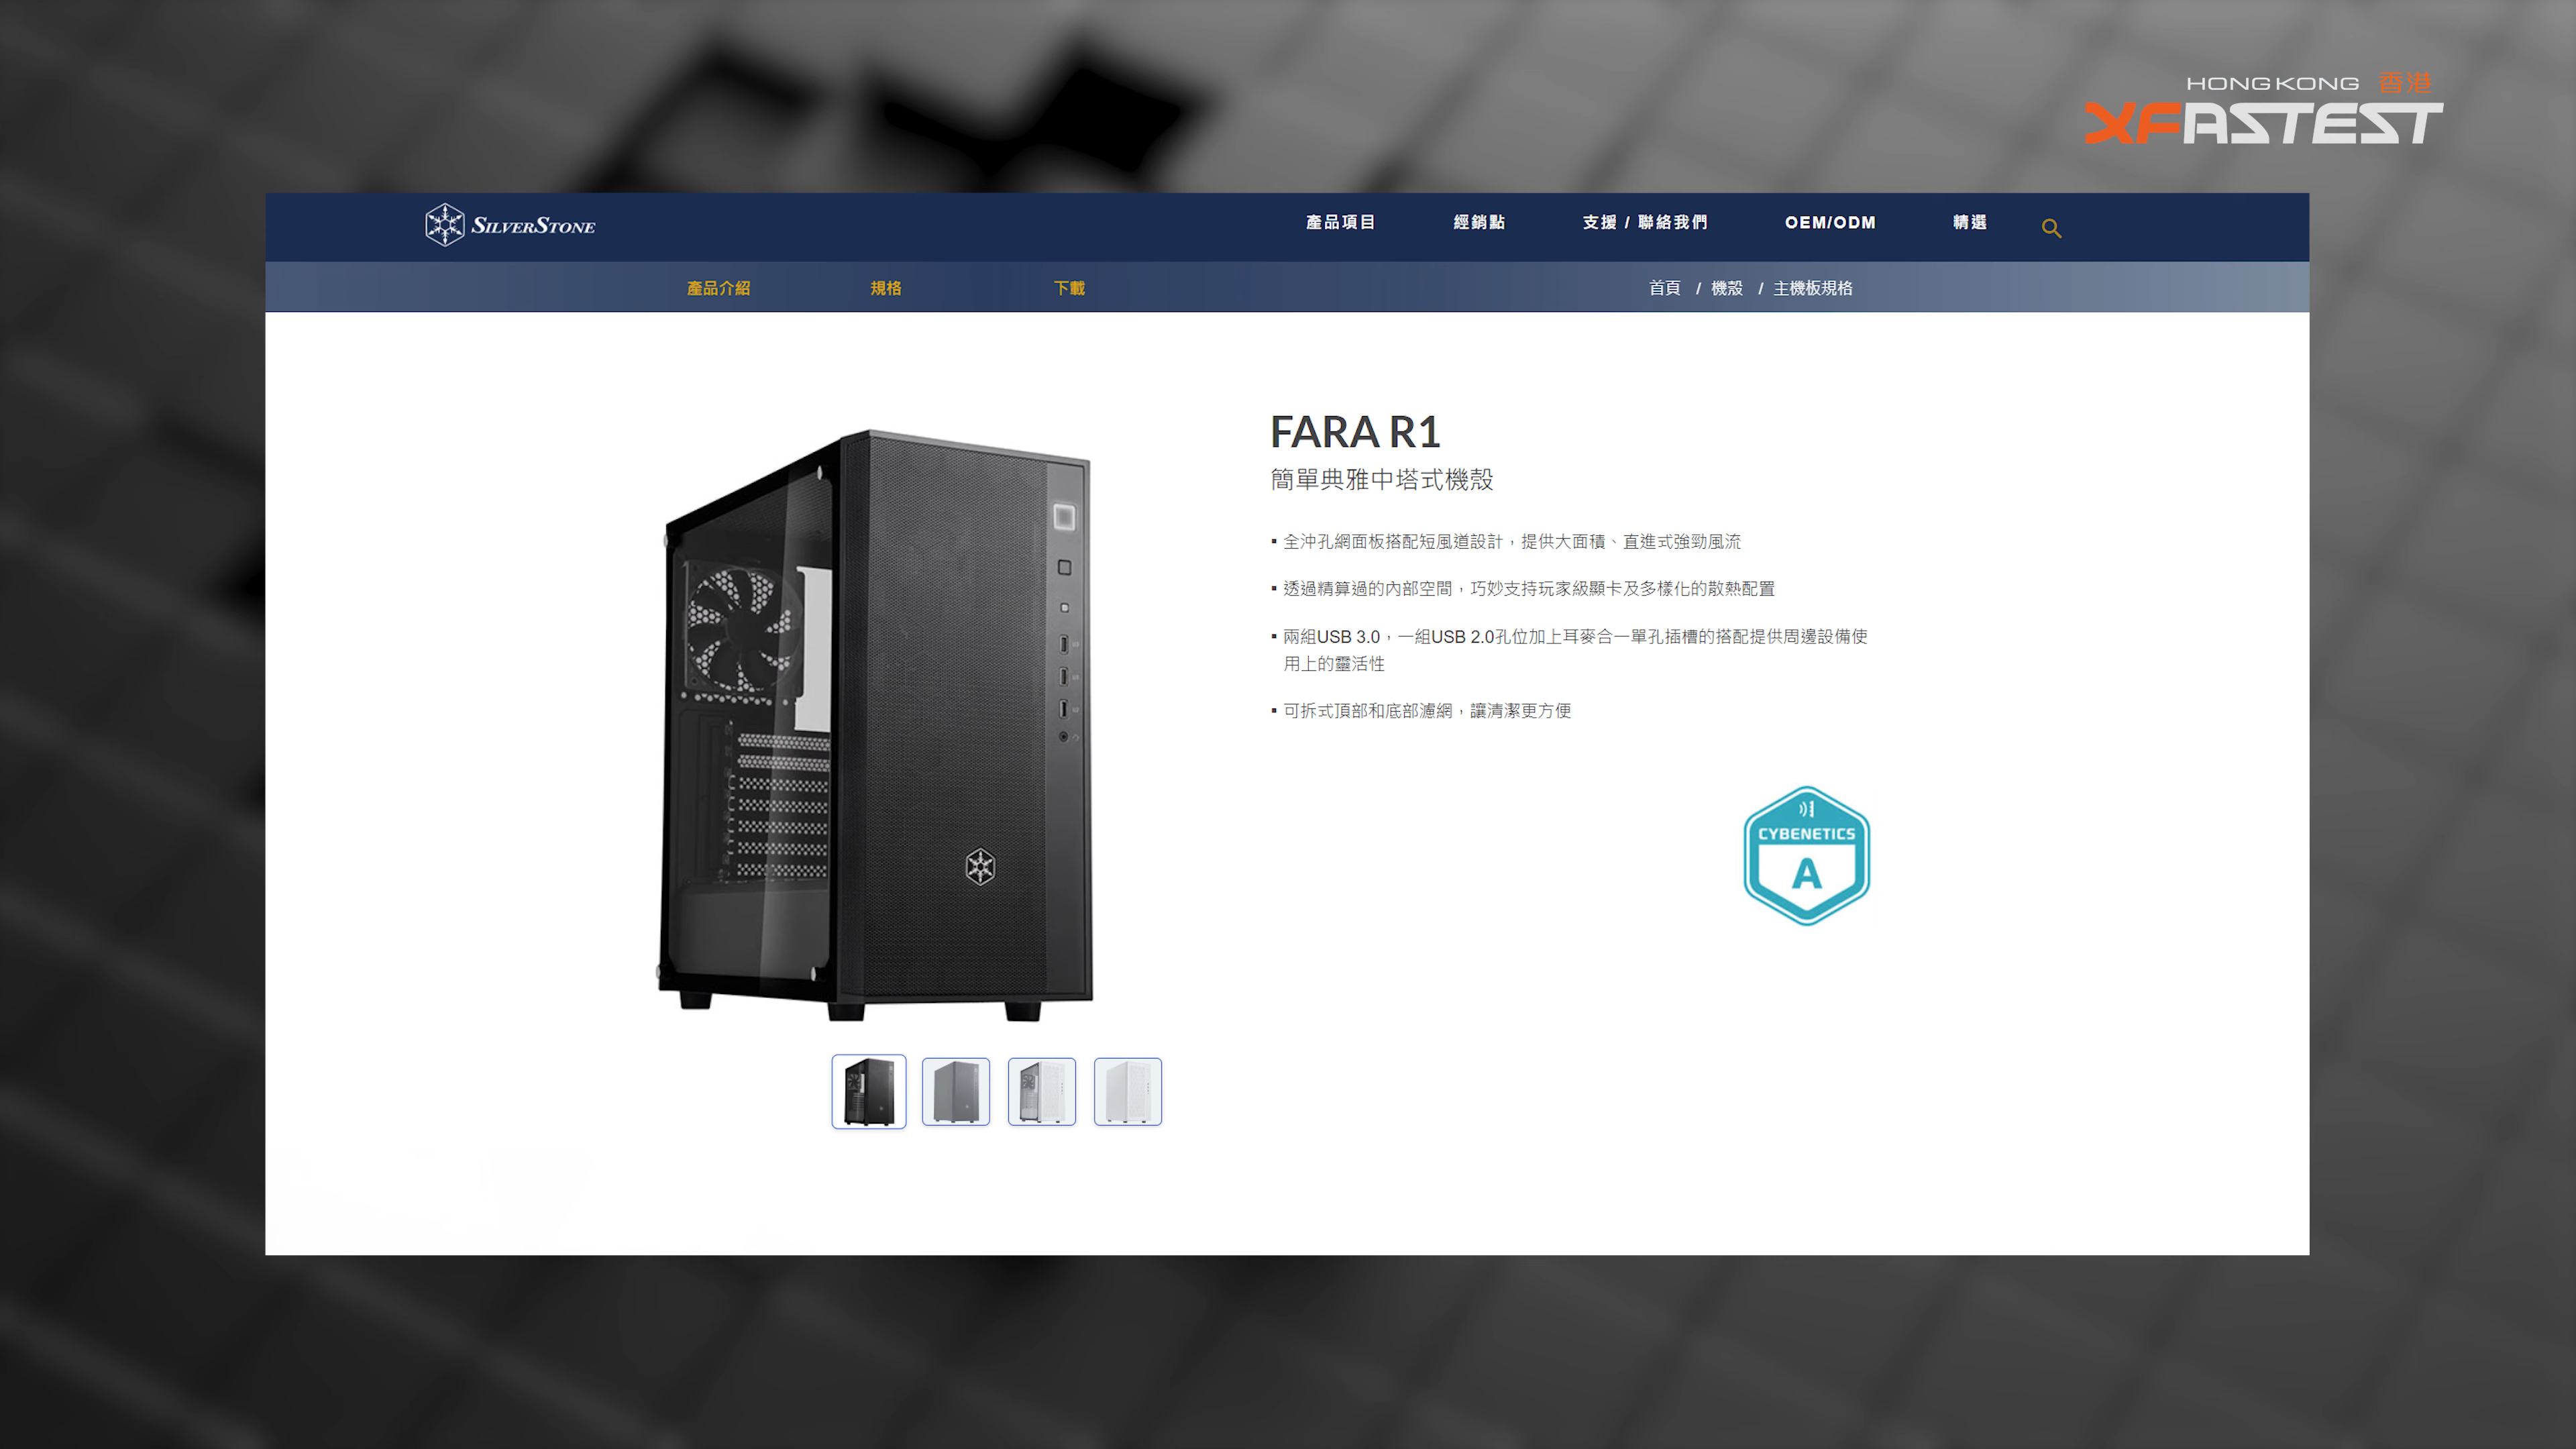 HONG KONG 香港
XFASTEST
SILVERSTONE
產品項目
經銷點
支援 / 聯絡我們
OEM/ODM
精選
產品介紹
規格
下載
首頁 / 機殼 / 主機板規格
FARA R1
簡單典雅中塔式機殼
▪ 全沖孔網面板搭配短風道設計，提供大面積、直進式強勁風流
▪ 透過精算過的內部空間，巧妙支持玩家級顯卡及多樣化的散熱配置
▪ 兩組USB 3.0，一組USB 2.0孔位加上耳麥合一單孔插槽的搭配提供周邊設備使
用上的靈活性
▪ 可拆式頂部和底部濾網，讓清潔更方便
CYBENETICS
A